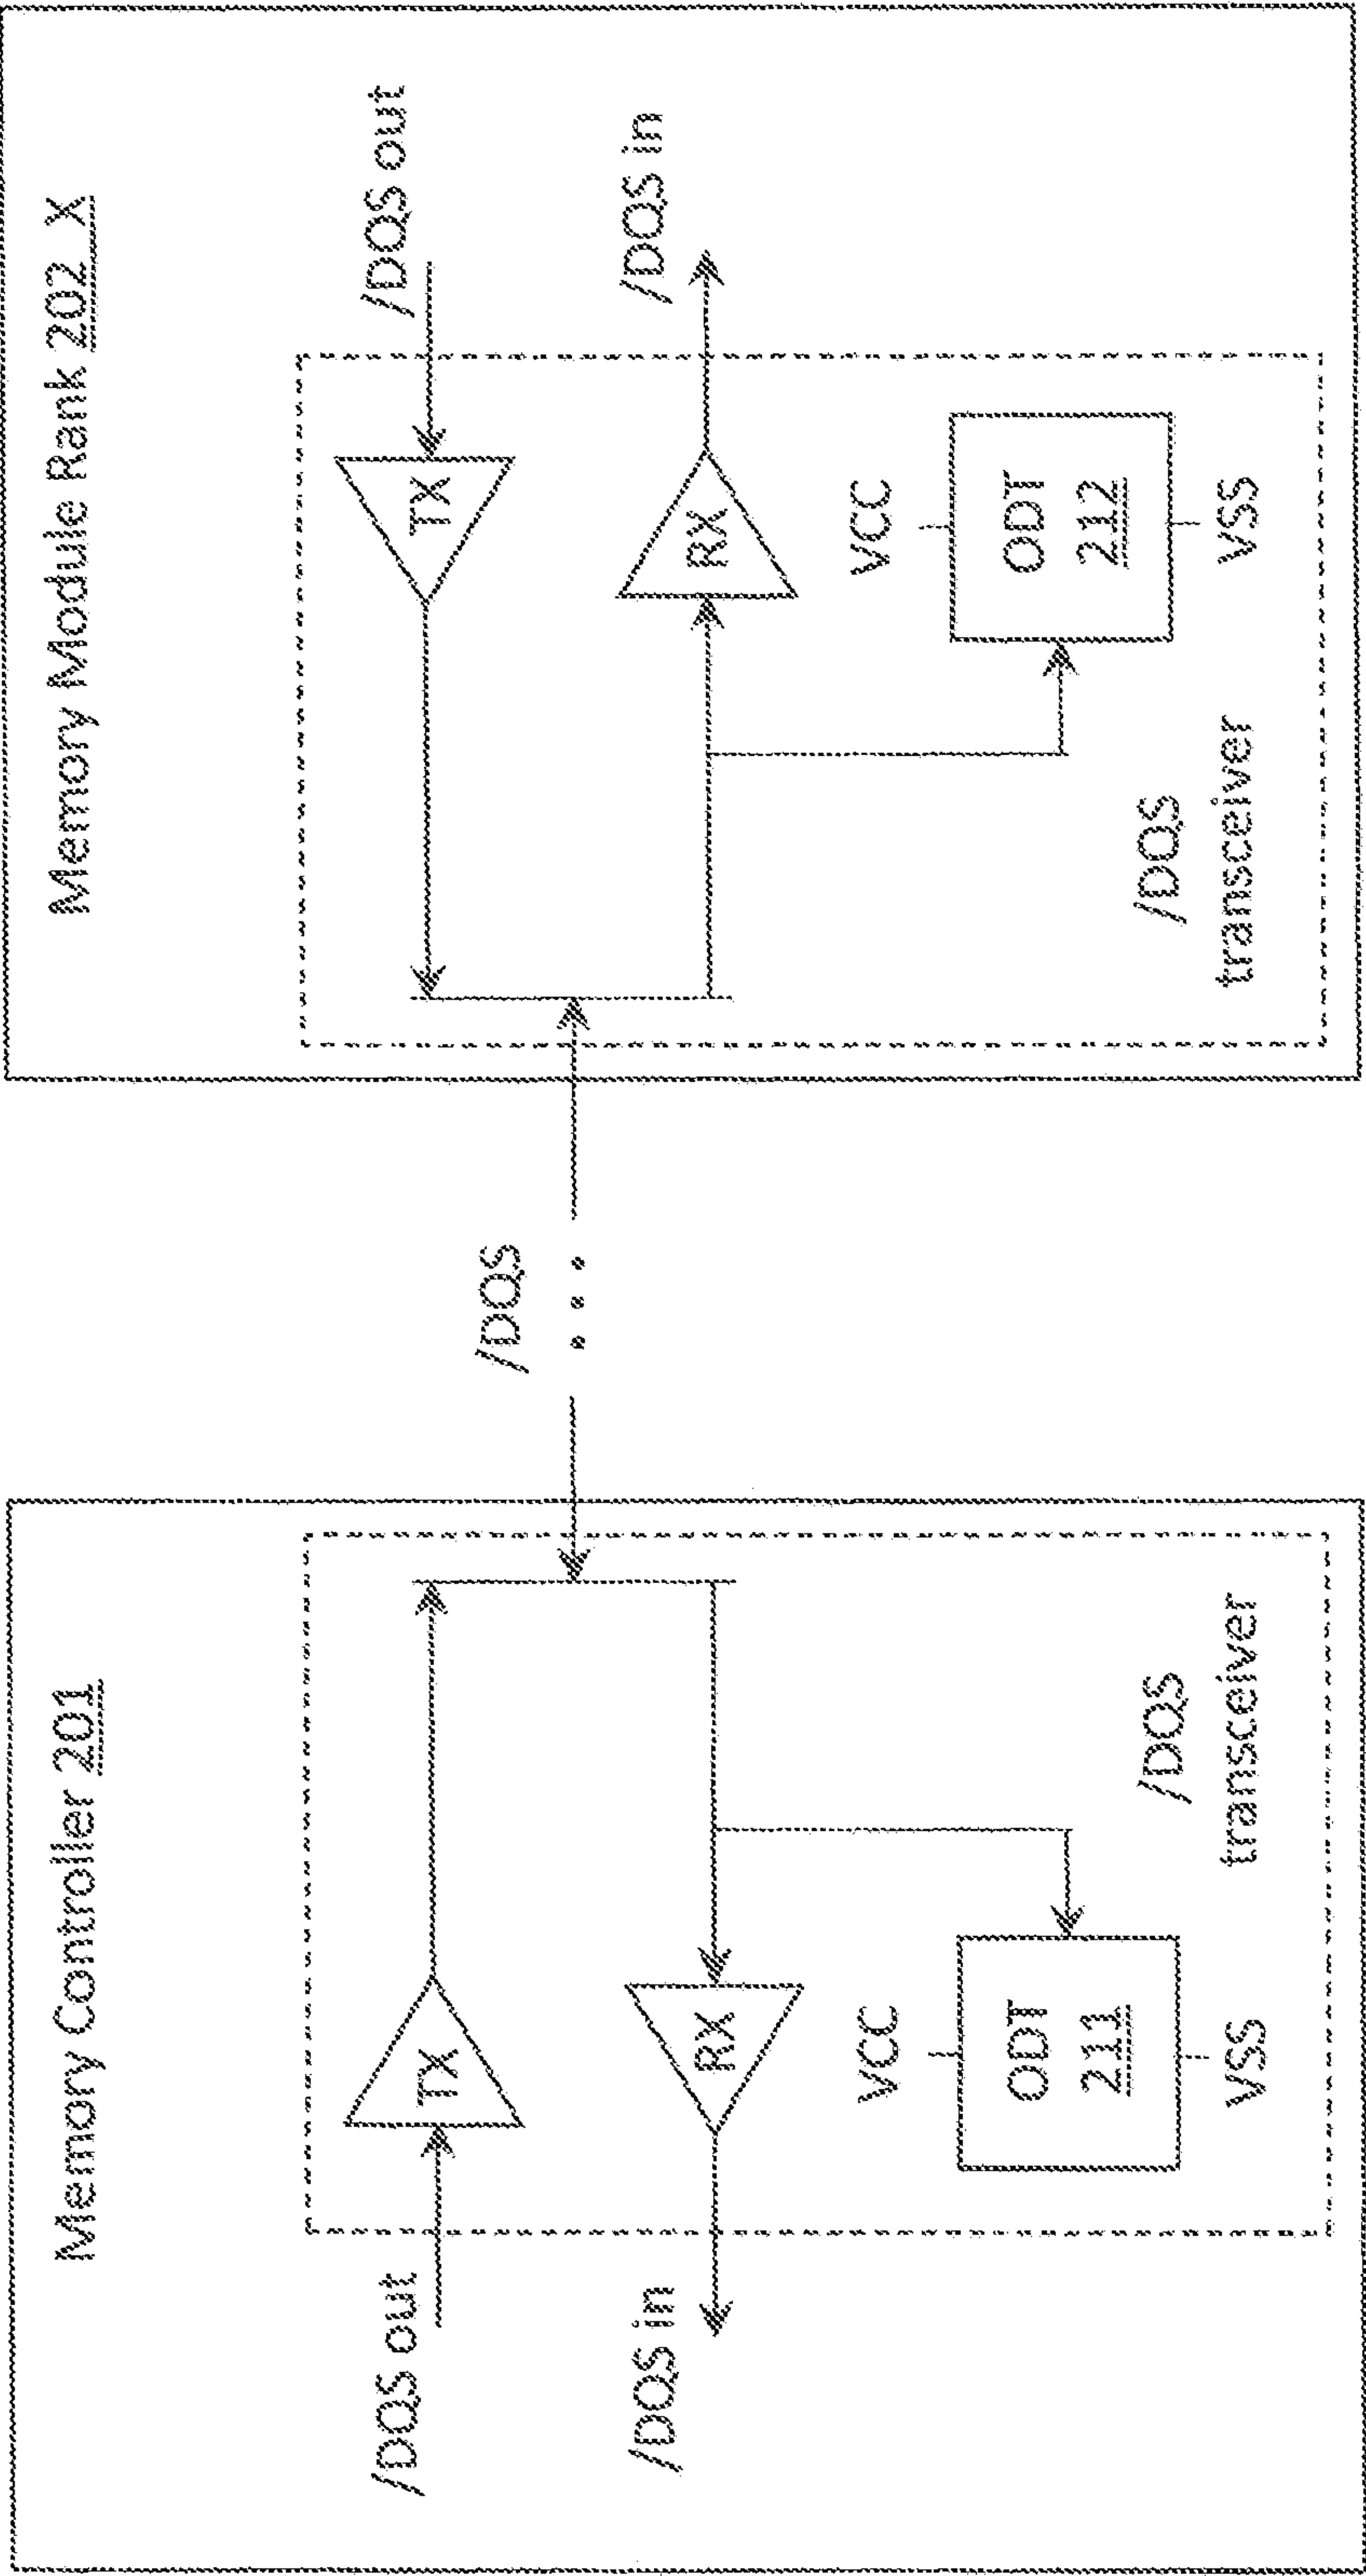 Memory Controller 201
/DQS out
TX
/DQS in
RX
VCC
ODT
211
VSS
/DQS
transceiver
/DQS
Memory Module Rank 202_X
TX
/DQS out
RX
/DQS in
VCC
ODT
212
VSS
/DQS
transceiver